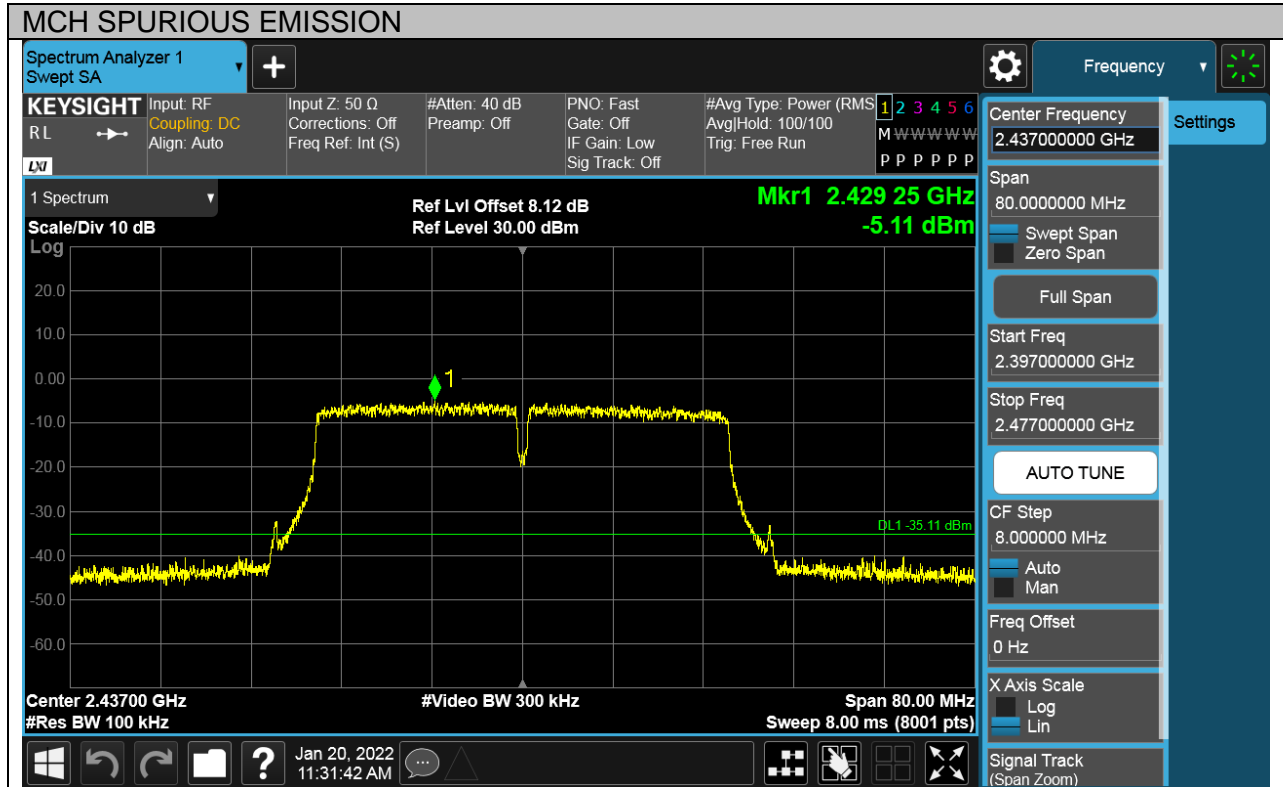 MCH SPURIOUS EMISSION
Spectrum Analyzer 1
Swept SA
Frequency
KEYSIGHT
R L
LXI
Input: RF
Coupling: DC
Align: Auto
Input Z: 50 Ω
Corrections: Off
Freq Ref: Int (S)
#Atten: 40 dB
Preamp: Off
PNO: Fast
Gate: Off
IF Gain: Low
Sig Track: Off
#Avg Type: Power (RMS
Avg|Hold: 100/100
Trig: Free Run
1 2 3 4 5 6
M W W W W W
P P P P P P
1 Spectrum
Scale/Div 10 dB
Ref Lvl Offset 8.12 dB
Ref Level 30.00 dBm
Mkr1 2.429 25 GHz
-5.11 dBm
Log
20.0
10.0
0.00
-10.0
-20.0
-30.0
-40.0
-50.0
-60.0
1
DL1 -35.11 dBm
Center 2.43700 GHz
#Video BW 300 kHz
Span 80.00 MHz
#Res BW 100 kHz
Sweep 8.00 ms (8001 pts)
Center Frequency
2.437000000 GHz
Settings
Span
80.0000000 MHz
Swept Span
Zero Span
Full Span
Start Freq
2.397000000 GHz
Stop Freq
2.477000000 GHz
AUTO TUNE
CF Step
8.000000 MHz
Auto
Man
Freq Offset
0 Hz
X Axis Scale
Log
Lin
Signal Track
(Span Zoom)
?
Jan 20, 2022
11:31:42 AM